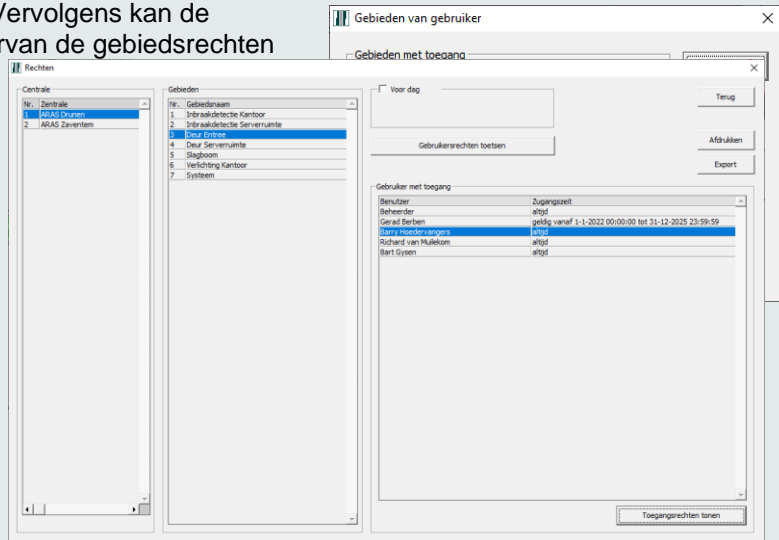 Vervolgens kan de
rvan de gebiedsrechten
Gebieden van gebruiker
Gebieden met toegang
Rechten
Centrale
Nr. Zentrale
1 ARAS Drunen
2 ARAS Zaventem
Gebieden
Nr. Gebiedsnaam
1 Inbraakdetectie Kantoor
2 Inbraakdetectie Serverruimte
3 Deur Entree
4 Deur Serverruimte
5 Slagboom
6 Verlichting Kantoor
7 Systeem
Voor dag
Gebruikersrechten toetsen
Terug
Afdrukken
Export
Gebruiker met toegang
Benutzer Zugangszeit
Beheerder altijd
Gerad Berben geldig vanaf 1-1-2022 00:00:00 tot 31-12-2025 23:59:59
Barry Hoedervangers altijd
Richard van Muilekom altijd
Bart Gysen altijd
Toegangsrechten tonen